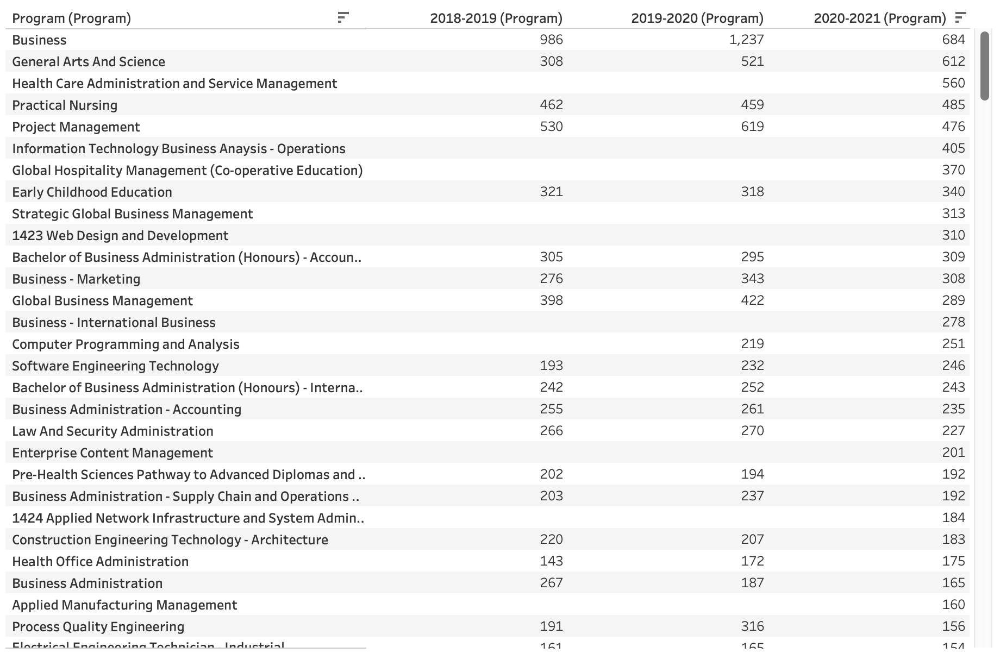 Program (Program) 2018-2019 (Program) 2019-2020 (Program) 2020-2021 (Program)
Business 986 1,237 684
General Arts And Science 308 521 612
Health Care Administration and Service Management 560
Practical Nursing 462 459 485
Project Management 530 619 476
Information Technology Business Anaysis - Operations 405
Global Hospitality Management (Co-operative Education) 370
Early Childhood Education 321 318 340
Strategic Global Business Management 313
1423 Web Design and Development 310
Bachelor of Business Administration (Honours) - Accoun.. 305 295 309
Business - Marketing 276 343 308
Global Business Management 398 422 289
Business - International Business 278
Computer Programming and Analysis 219 251
Software Engineering Technology 193 232 246
Bachelor of Business Administration (Honours) - Interna.. 242 252 243
Business Administration - Accounting 255 261 235
Law And Security Administration 266 270 227
Enterprise Content Management 201
Pre-Health Sciences Pathway to Advanced Diplomas and .. 202 194 192
Business Administration - Supply Chain and Operations .. 203 237 192
1424 Applied Network Infrastructure and System Admin.. 184
Construction Engineering Technology - Architecture 220 207 183
Health Office Administration 143 172 175
Business Administration 267 187 165
Applied Manufacturing Management 160
Process Quality Engineering 191 316 156
Electrical Engineering Technician - Industrial 161 165 154